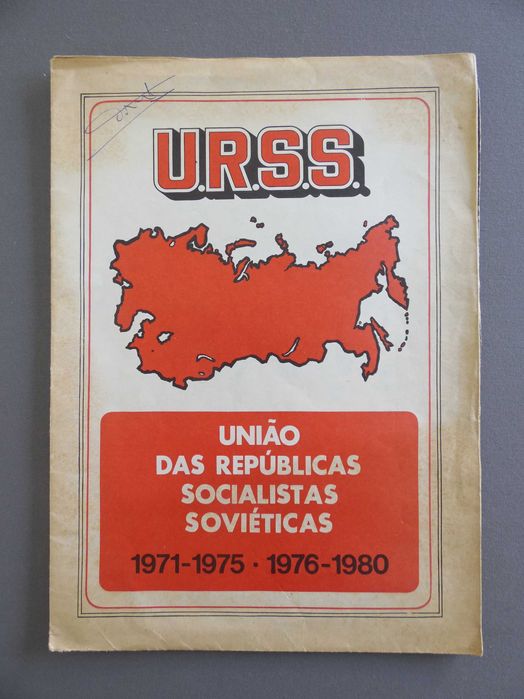 U.R.S.S.
UNIÃO
DAS REPÚBLICAS
SOCIALISTAS
SOVIÉTICAS
1971-1975 · 1976-1980